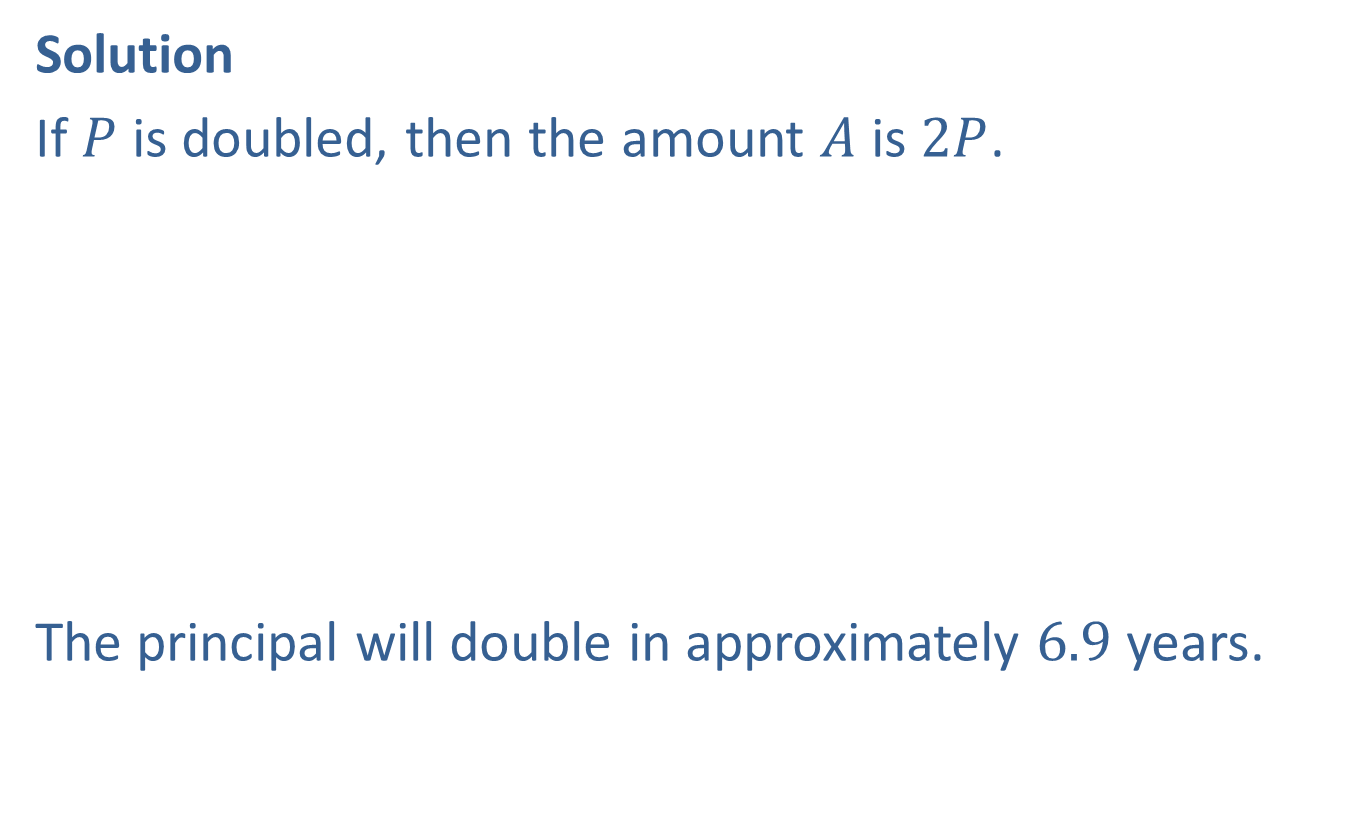 Solution
If P is doubled, then the amount A is 2P.
The principal will double in approximately 6.9 years.